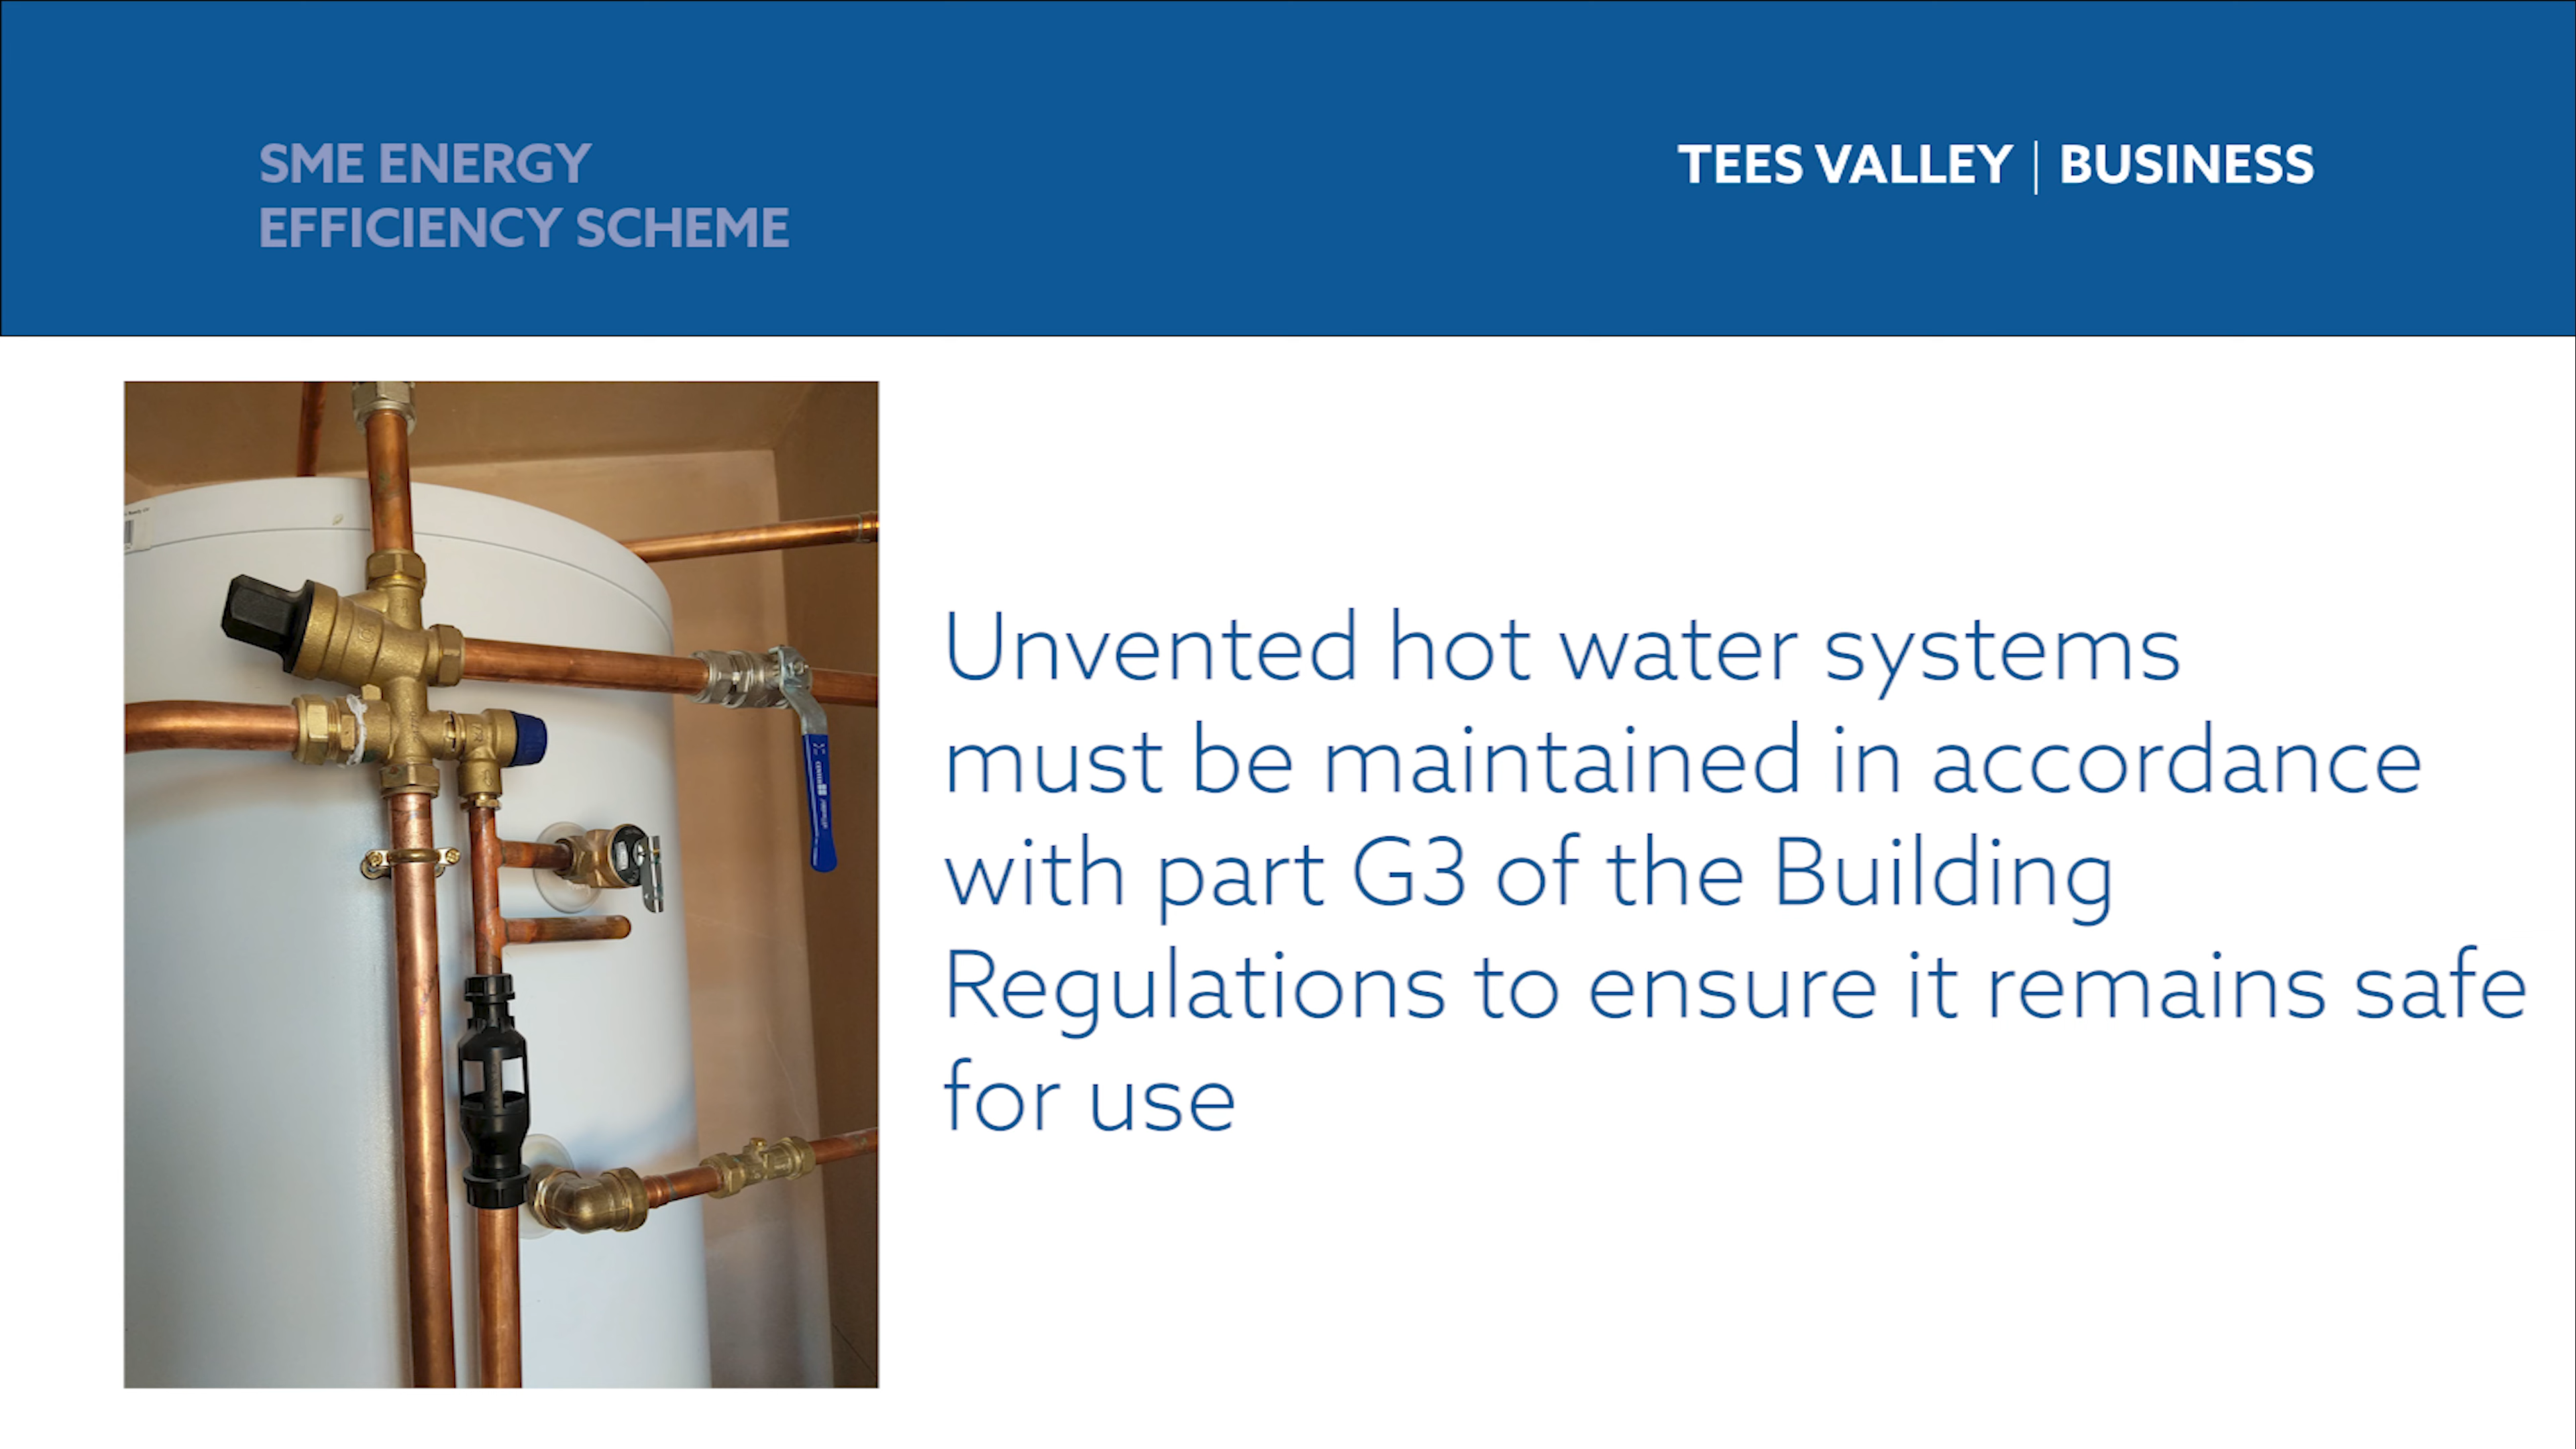 SME ENERGY
EFFICIENCY SCHEME
TEES VALLEY | BUSINESS
Unvented hot water systems
must be maintained in accordance
with part G3 of the Building
Regulations to ensure it remains safe
for use